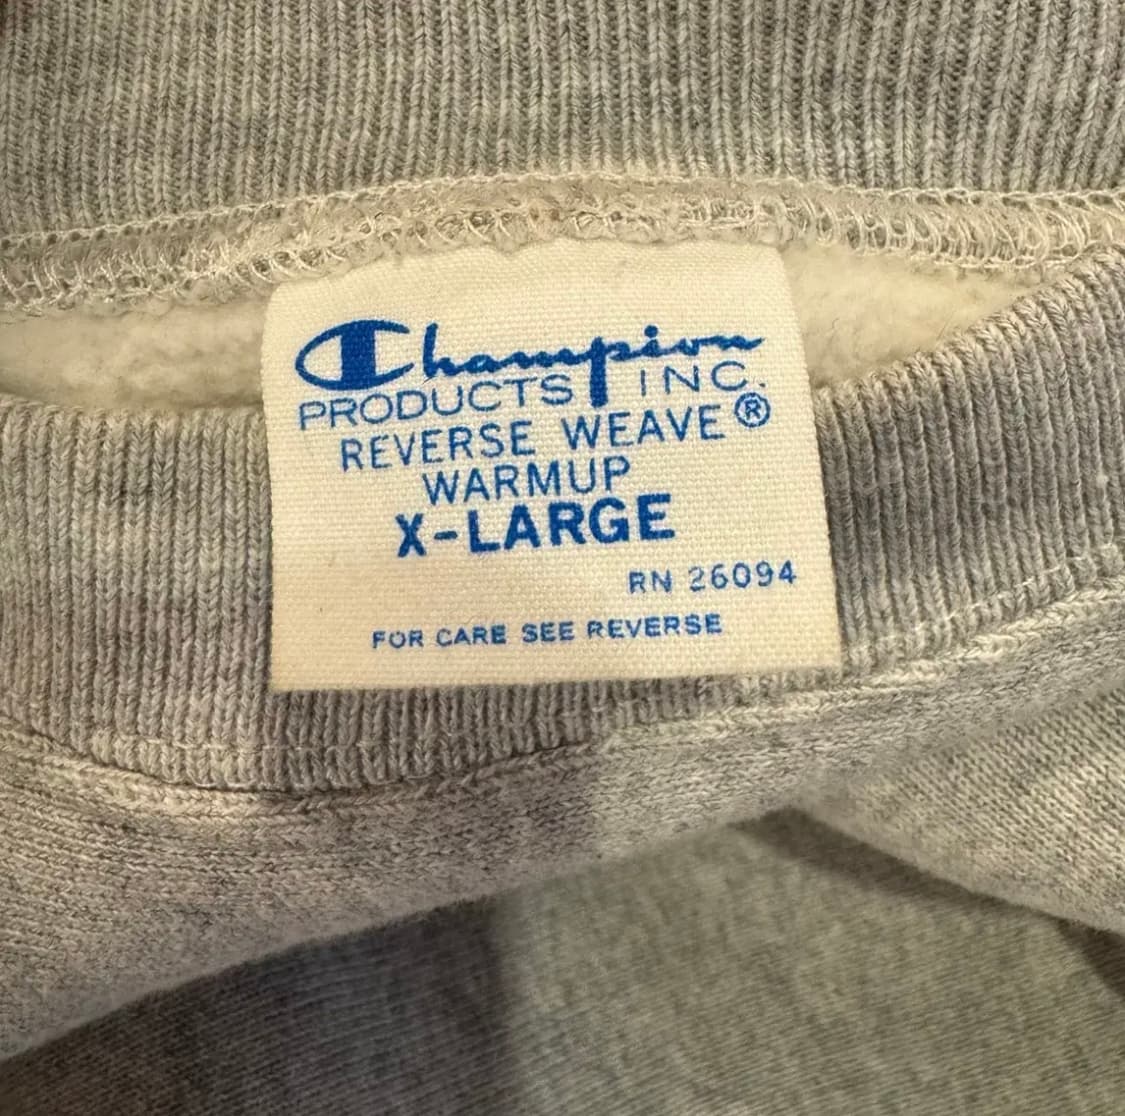 Champion
PRODUCTS INC.
REVERSE WEAVE®
WARMUP
X-LARGE
RN 26094
FOR CARE SEE REVERSE